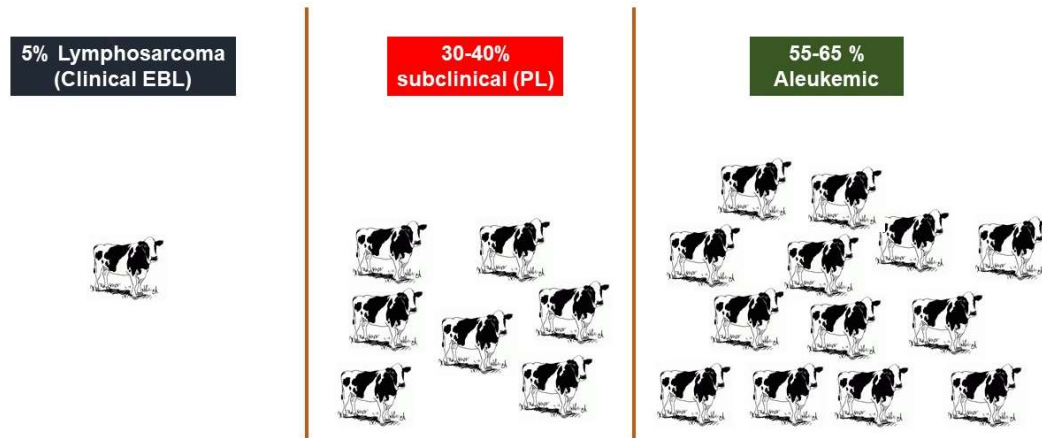 5% Lymphosarcoma
(Clinical EBL)
30-40%
subclinical (PL)
55-65 %
Aleukemic